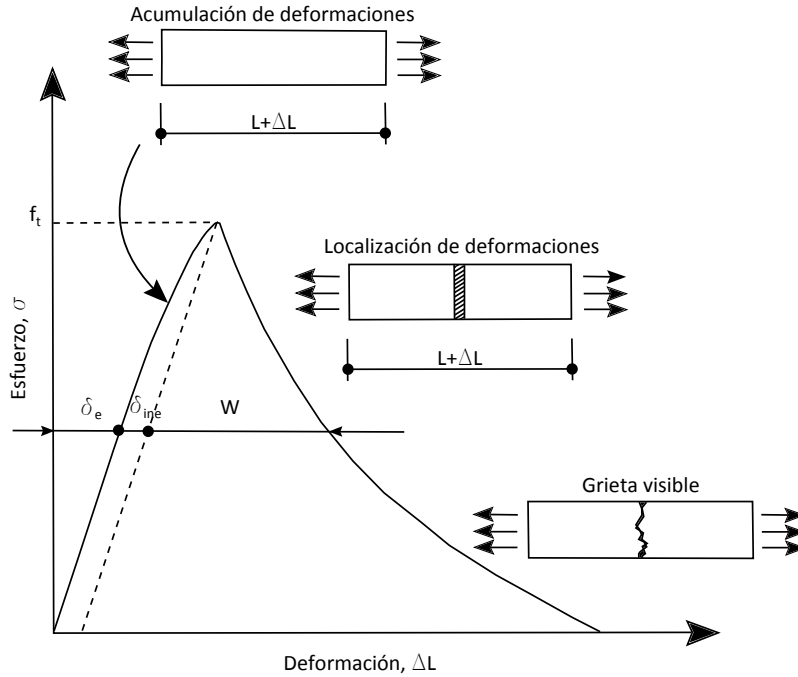 Acumulación de deformaciones
L+ΔL
f_t
Localización de deformaciones
L+ΔL
Esfuerzo, σ
δ_e
δ_ine
W
Grieta visible
Deformación, ΔL